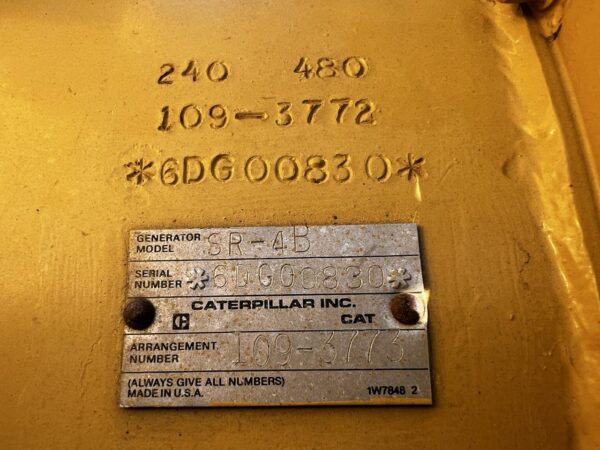 240 480
109-3772
*6DG00830*
GENERATOR MODEL SR-4B
SERIAL NUMBER *6DG00830*
CATERPILLAR INC.
C CAT
ARRANGEMENT NUMBER 109-3773
(ALWAYS GIVE ALL NUMBERS)
MADE IN U.S.A. 1W7848 2